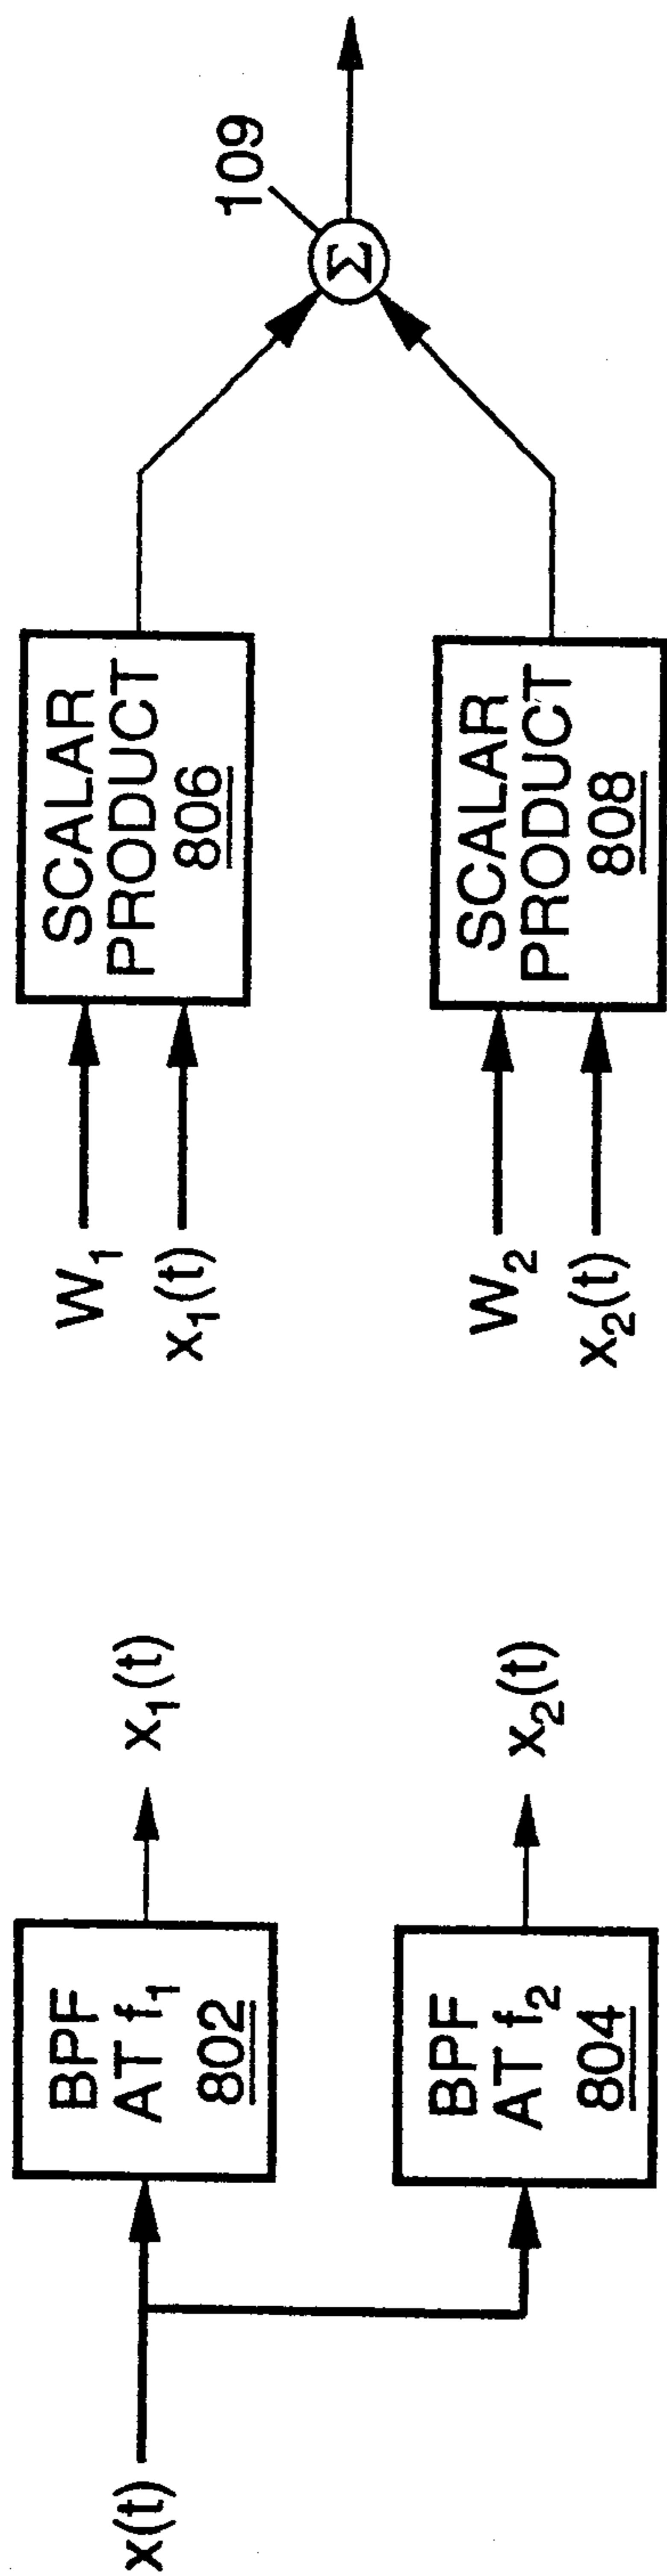 x(t)
BPF
AT f₁
802
x₁(t)
BPF
AT f₂
804
x₂(t)
W₁
x₁(t)
SCALAR
PRODUCT
806
W₂
x₂(t)
SCALAR
PRODUCT
808
Σ
109